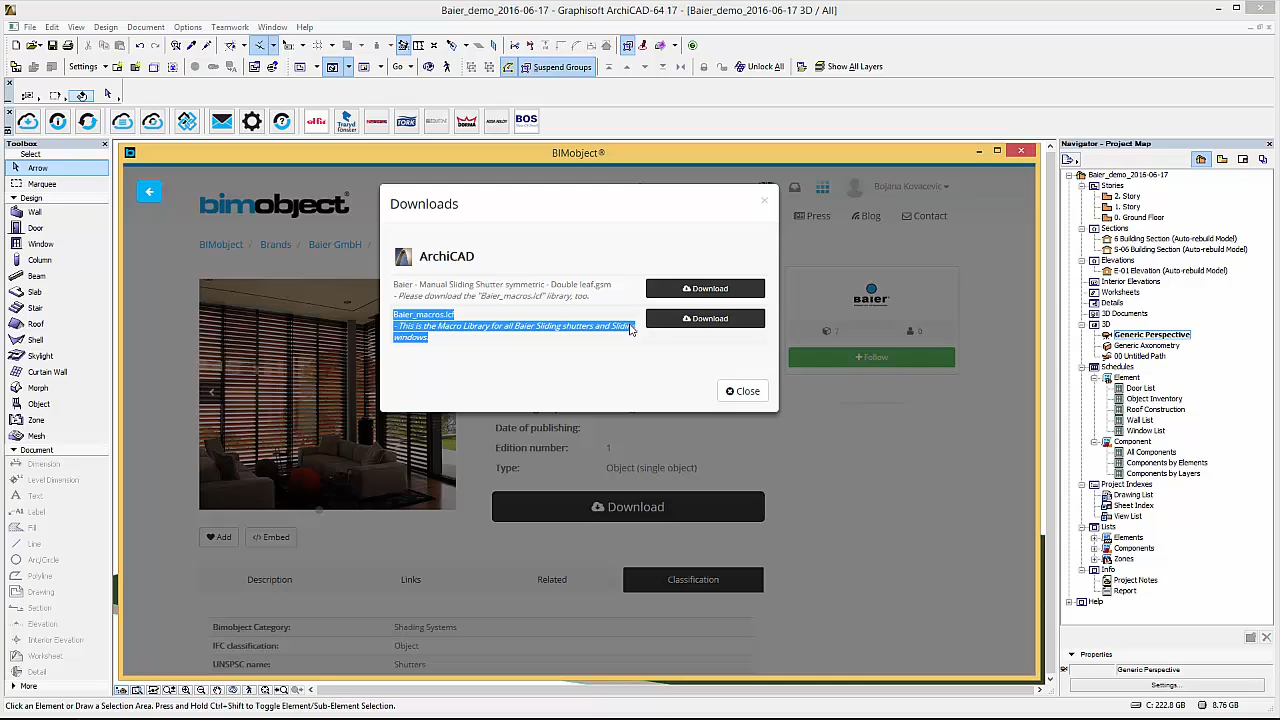 Baier_demo_2016-06-17 - Graphisoft ArchiCAD-64 17 - [Baier_demo_2016-06-17 3D / All]
File Edit View Design Document Options Teamwork Window Help
Settings Go Suspend Groups Unlock All Show All Layers
TORK DORMA BOS
Toolbox
Select
Arrow
Marquee
Design
Wall
Door
Window
Column
Beam
Slab
Stair
Roof
Shell
Skylight
Curtain Wall
Morph
Object
Zone
Mesh
Document
Dimension
Level Dimension
Text
Label
Fill
Line
Arc/Circle
Polyline
Drawing
Section
Elevation
Interior Elevation
Worksheet
Detail
More
BIMobject®
bimobject®
Bojana Kovacevic
Press Blog Contact
BIMobject Brands Baier GmbH
Downloads
ArchiCAD
Baier - Manual Sliding Shutter symmetric - Double leaf.gsm
- Please download the "Baier_macros.lcf" library, too.
Download
Baier_macros.lcf
- This is the Macro Library for all Baier Sliding shutters and Slidin
windows.
Download
Close
BAIER
7 0
+ Follow
Date of publishing:
Edition number: 1
Type: Object (single object)
Download
Add </> Embed
Description Links Related Classification
Bimobject Category: Shading Systems
IFC classification: Object
UNSPSC name: Shutters
Navigator - Project Map
Baier_demo_2016-06-17
Stories
2. Story
1. Story
0. Ground Floor
Sections
6 Building Section (Auto-rebuild Model)
S-06 Building Section (Auto-rebuild Model)
Elevations
E-01 Elevation (Auto-rebuild Model)
Interior Elevations
Worksheets
Details
3D Documents
3D
Generic Perspective
Generic Axonometry
00 Untitled Path
Schedules
Element
Door List
Object Inventory
Roof Construction
Wall List
Window List
Component
All Components
Components by Elements
Components by Layers
Project Indexes
Drawing List
Sheet Index
View List
Lists
Elements
Components
Zones
Info
Project Notes
Report
Help
Properties
Generic Perspective
Settings...
Click an Element or Draw a Selection Area. Press and Hold Ctrl+Shift to Toggle Element/Sub-Element Selection.
C: 222.8 GB 8.76 GB